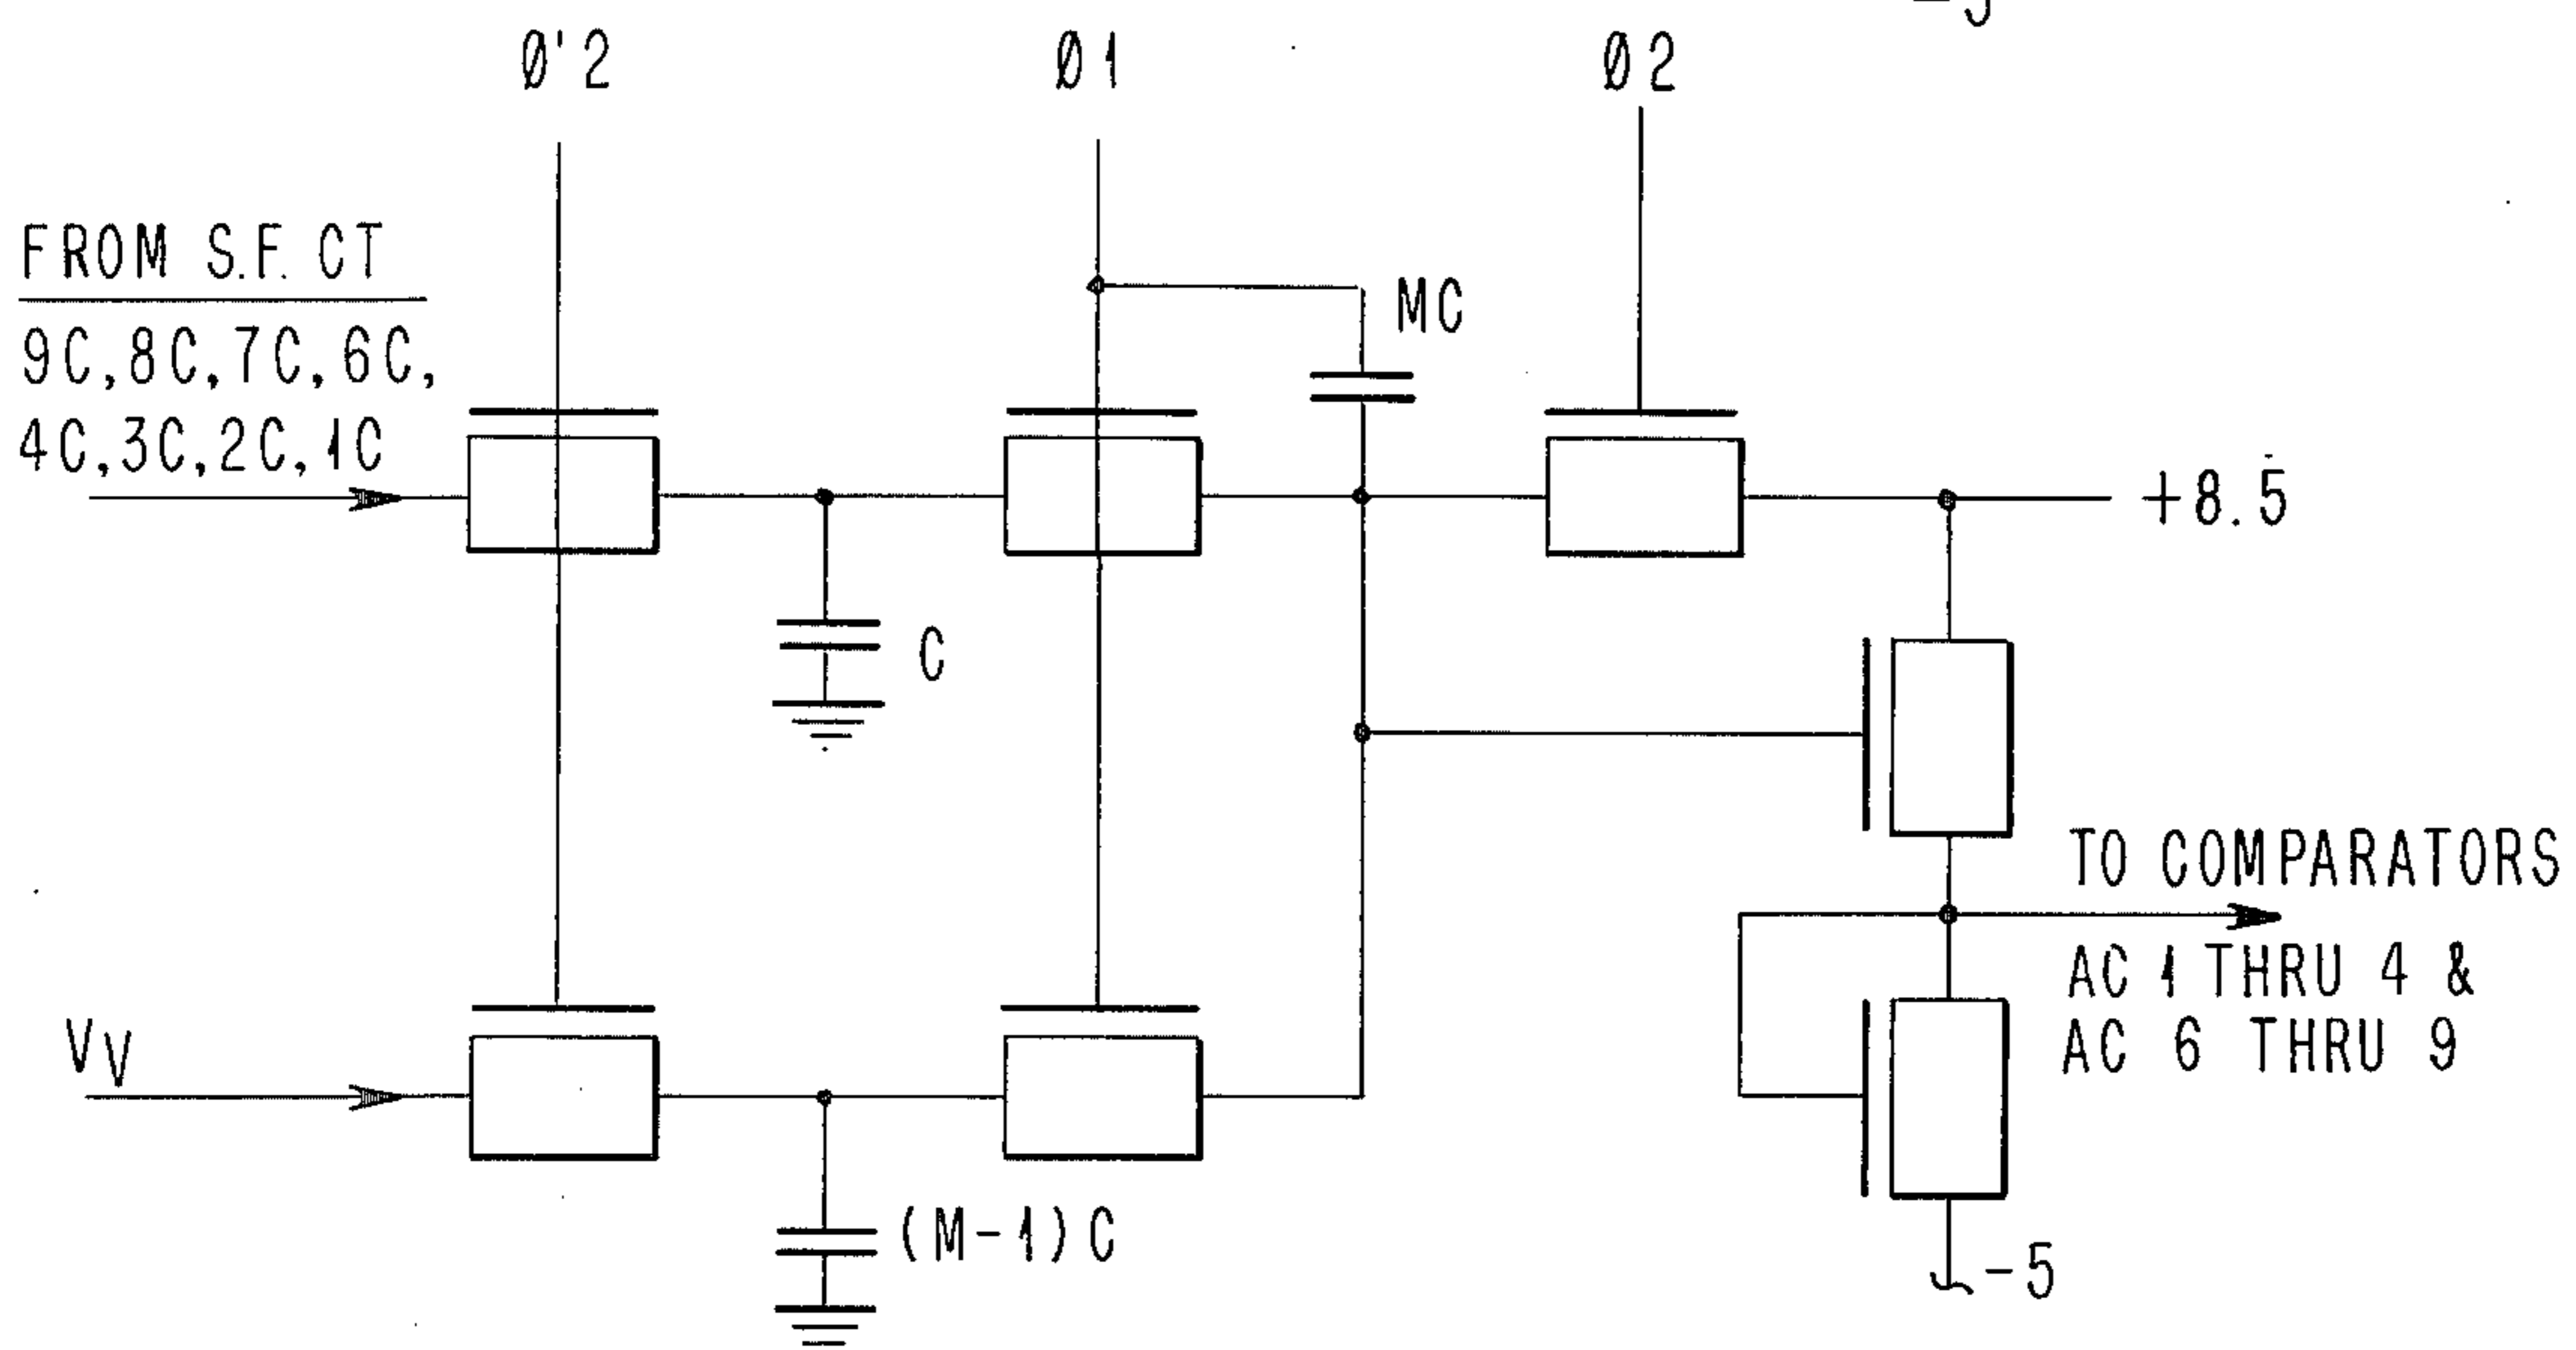 -5
Ø'2
Ø1
Ø2
FROM S.F. CT
9C,8C,7C,6C,
4C,3C,2C,1C
MC
+8.5
C
TO COMPARATORS
AC 1 THRU 4 &
AC 6 THRU 9
VV
(M-1)C
-5